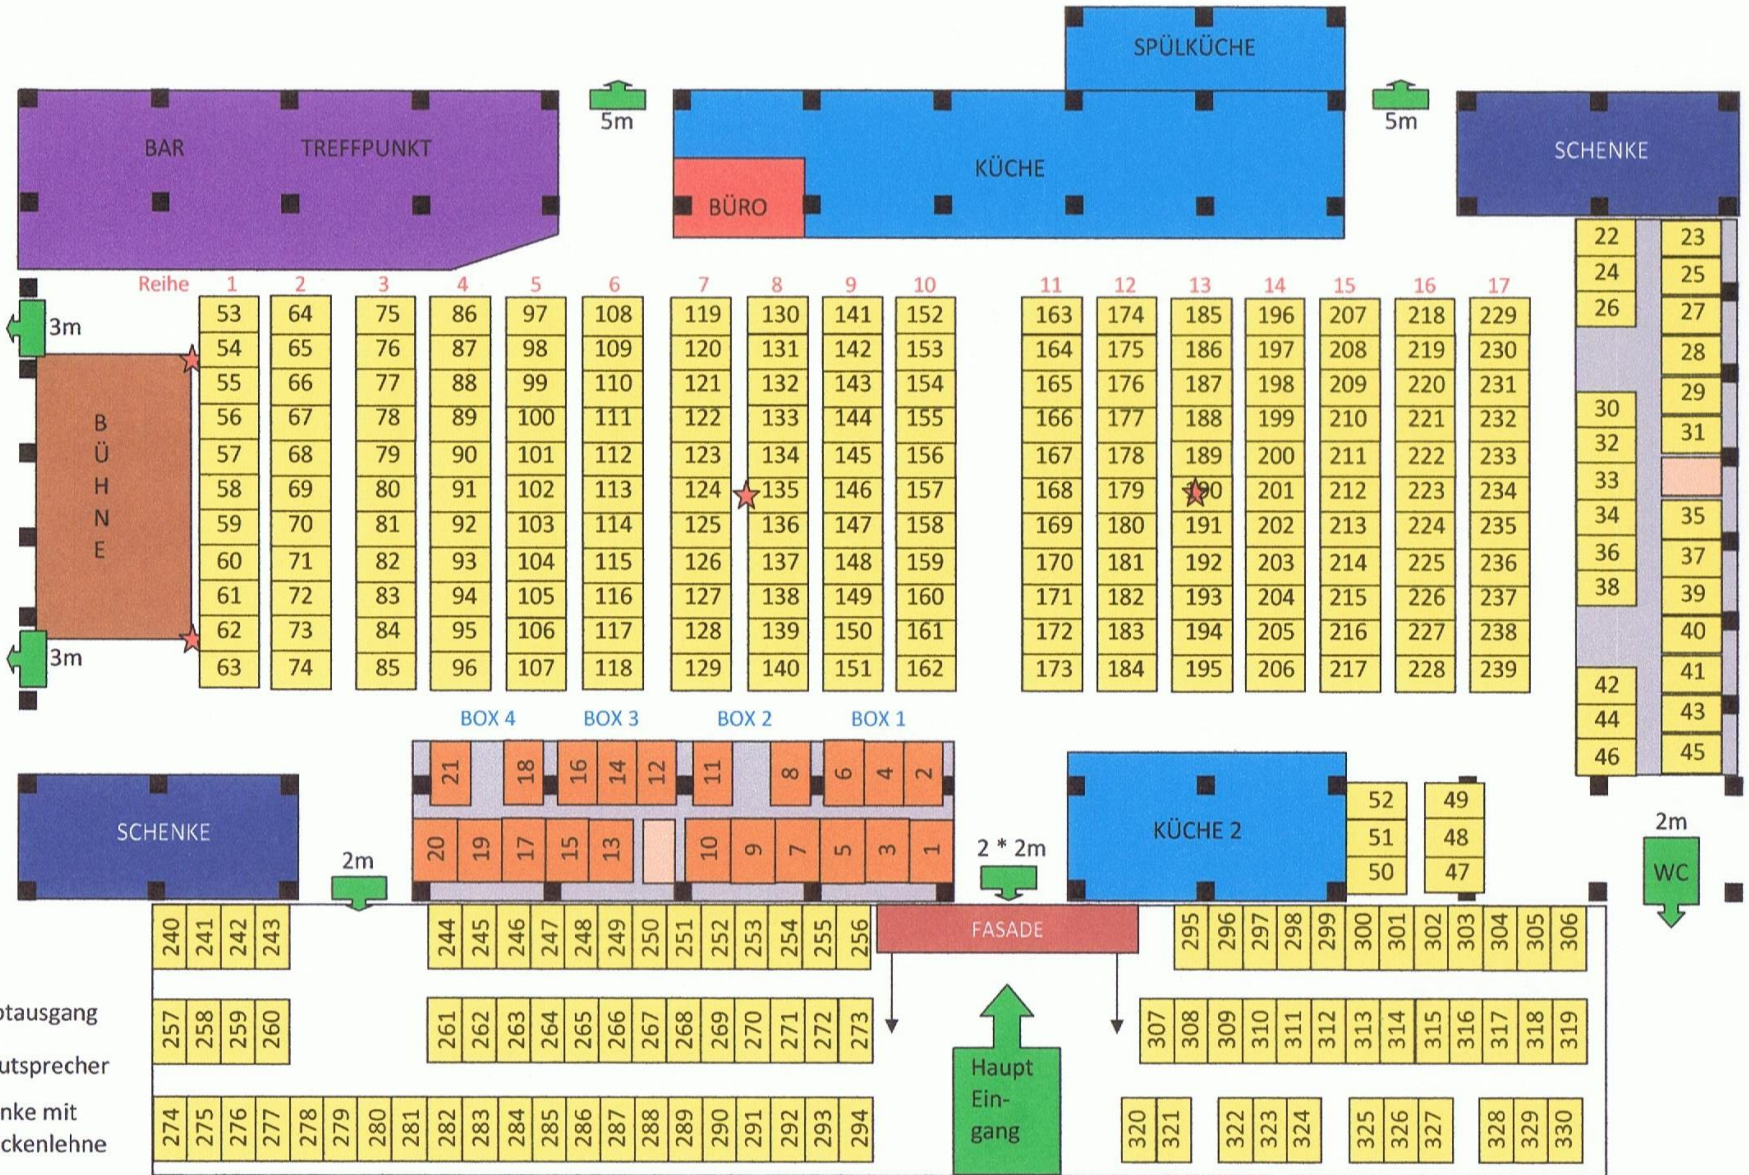 SPÜLKÜCHE
5m
5m
BAR TREFFPUNKT
KÜCHE
SCHENKE
BÜRO
22 23
24 25
26 27
28
29
30 31
32
33
34 35
36 37
38 39
40
42 41
44 43
46 45
Reihe 1 2 3 4 5 6 7 8 9 10 11 12 13 14 15 16 17
3m
BÜHNE
3m
53 64 75 86 97 108 119 130 141 152 163 174 185 196 207 218 229
54 65 76 87 98 109 120 131 142 153 164 175 186 197 208 219 230
55 66 77 88 99 110 121 132 143 154 165 176 187 198 209 220 231
56 67 78 89 100 111 122 133 144 155 166 177 188 199 210 221 232
57 68 79 90 101 112 123 134 145 156 167 178 189 200 211 222 233
58 69 80 91 102 113 124 135 146 157 168 179 190 201 212 223 234
59 70 81 92 103 114 125 136 147 158 169 180 191 202 213 224 235
60 71 82 93 104 115 126 137 148 159 170 181 192 203 214 225 236
61 72 83 94 105 116 127 138 149 160 171 182 193 204 215 226 237
62 73 84 95 106 117 128 139 150 161 172 183 194 205 216 227 238
63 74 85 96 107 118 129 140 151 162 173 184 195 206 217 228 239
BOX 4 BOX 3 BOX 2 BOX 1
21 18 16 14 12 11 8 6 4 2
20 19 17 15 13 10 9 7 5 3 1
SCHENKE
2m
2 * 2m
KÜCHE 2
52 49
51 48
50 47
2m
WC
240 241 242 243 244 245 246 247 248 249 250 251 252 253 254 255 256
FASADE
295 296 297 298 299 300 301 302 303 304 305 306
257 258 259 260 261 262 263 264 265 266 267 268 269 270 271 272 273
307 308 309 310 311 312 313 314 315 316 317 318 319
274 275 276 277 278 279 280 281 282 283 284 285 286 287 288 289 290 291 292 293 294
Haupt
Ein-
gang
320 321 322 323 324 325 326 327 328 329 330
ptausgang
utsprecher
nke mit
ckenlehne